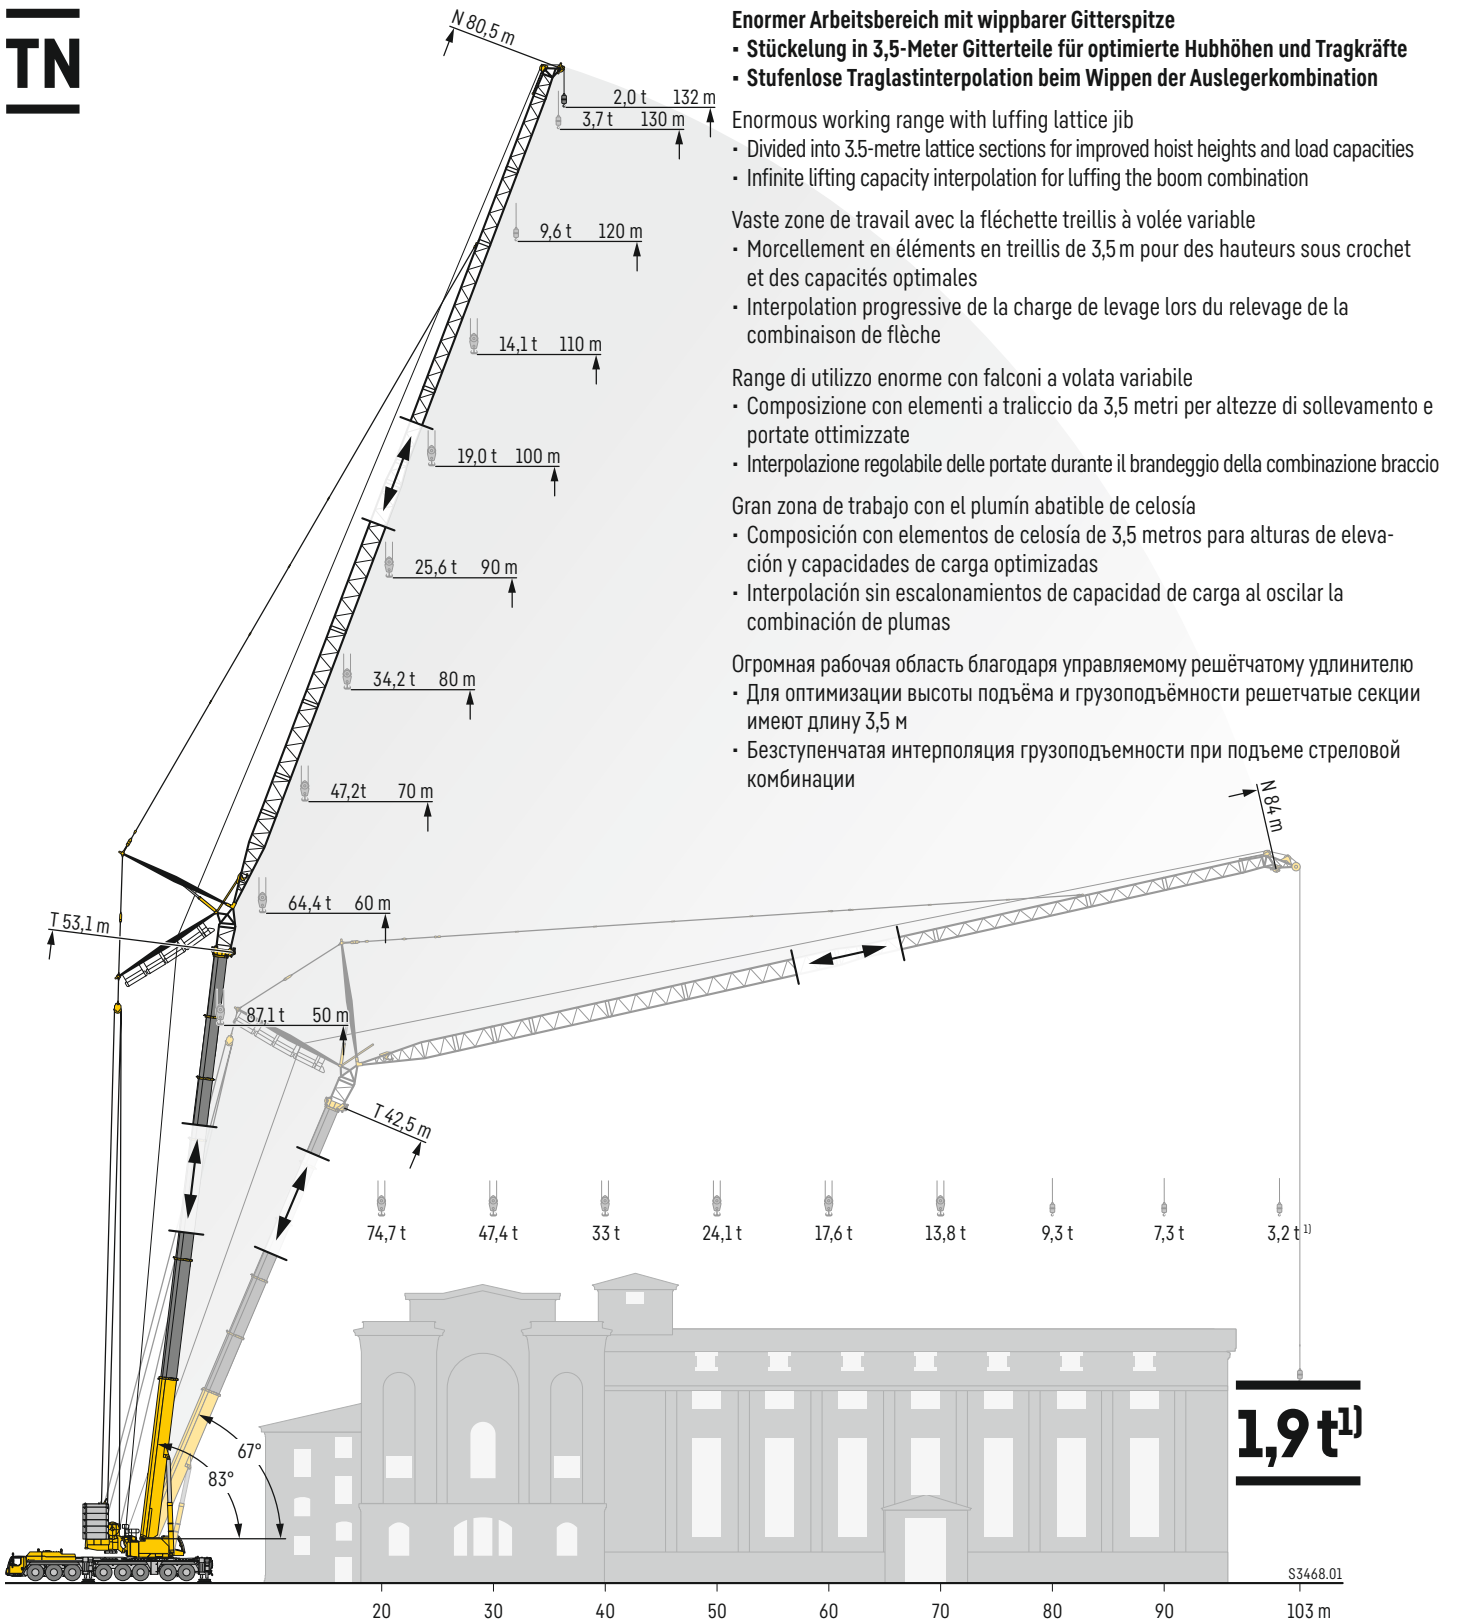 TN
N 80,5 m
Enormer Arbeitsbereich mit wippbarer Gitterspitze
· Stückelung in 3,5-Meter Gitterteile für optimierte Hubhöhen und Tragkräfte
· Stufenlose Traglastinterpolation beim Wippen der Auslegerkombination
Enormous working range with luffing lattice jib
· Divided into 3.5-metre lattice sections for improved hoist heights and load capacities
· Infinite lifting capacity interpolation for luffing the boom combination
Vaste zone de travail avec la fléchette treillis à volée variable
· Morcellement en éléments en treillis de 3,5 m pour des hauteurs sous crochet
et des capacités optimales
· Interpolation progressive de la charge de levage lors du relevage de la
combinaison de flèche
Range di utilizzo enorme con falconi a volata variabile
· Composizione con elementi a traliccio da 3,5 metri per altezze di sollevamento e
portate ottimizzate
· Interpolazione regolabile delle portate durante il brandeggio della combinazione braccio
Gran zona de trabajo con el plumín abatible de celosía
· Composición con elementos de celosía de 3,5 metros para alturas de eleva-
ción y capacidades de carga optimizadas
· Interpolación sin escalonamientos de capacidad de carga al oscilar la
combinación de plumas
Огромная рабочая область благодаря управляемому решётчатому удлинителю
· Для оптимизации высоты подъёма и грузоподъёмности решетчатые секции
имеют длину 3,5 м
· Безступенчатая интерполяция грузоподъемности при подъеме стреловой
комбинации
2,0 t 132 m
3,7 t 130 m
9,6 t 120 m
14,1 t 110 m
19,0 t 100 m
25,6 t 90 m
34,2 t 80 m
47,2t 70 m
64,4 t 60 m
87,1 t 50 m
N 84 m
T 53,1 m
T 42,5 m
74,7 t 47,4 t 33 t 24,1 t 17,6 t 13,8 t 9,3 t 7,3 t 3,2 t 1)
1,9 t1)
67°
83°
S3468.01
20 30 40 50 60 70 80 90 103 m